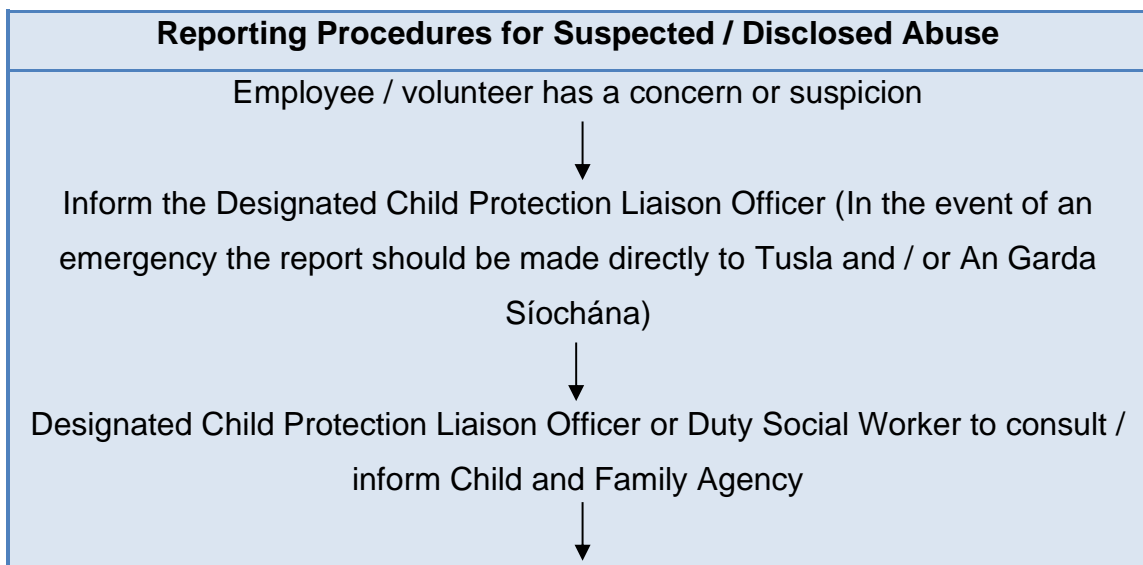 Reporting Procedures for Suspected / Disclosed Abuse
Employee / volunteer has a concern or suspicion
Inform the Designated Child Protection Liaison Officer (In the event of an
emergency the report should be made directly to Tusla and / or An Garda
Síochána)
Designated Child Protection Liaison Officer or Duty Social Worker to consult /
inform Child and Family Agency